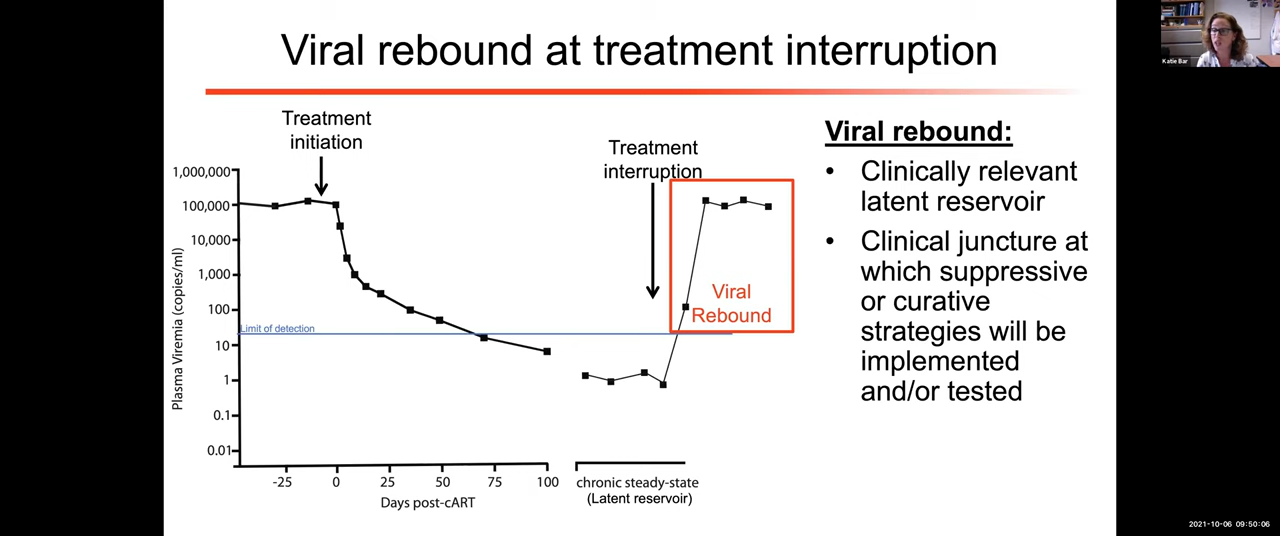 Viral rebound at treatment interruption
Katie Bar
Treatment
initiation
Treatment
interruption
1,000,000
100,000
10,000
1,000
100
10
1
0.1
0.01
Plasma Viremia (copies/ml)
Limit of detection
Viral
Rebound
-25
0
25
50
75
100
Days post-cART
chronic steady-state
(Latent reservoir)
Viral rebound:
• Clinically relevant
latent reservoir
• Clinical juncture at
which suppressive
or curative
strategies will be
implemented
and/or tested
2021-10-06 09:50:06